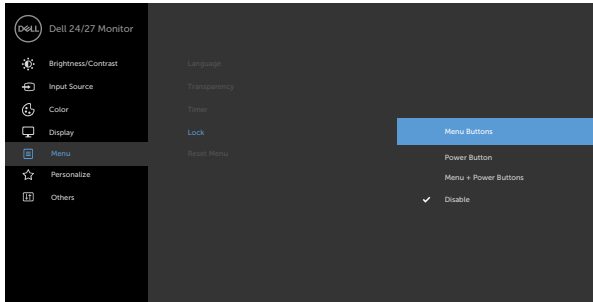 DELL Dell 24/27 Monitor
Brightness/Contrast
Input Source
Color
Display
Menu
Personalize
Others
Language
Transparency
Timer
Lock
Reset Menu
Menu Buttons
Power Button
Menu + Power Buttons
Disable